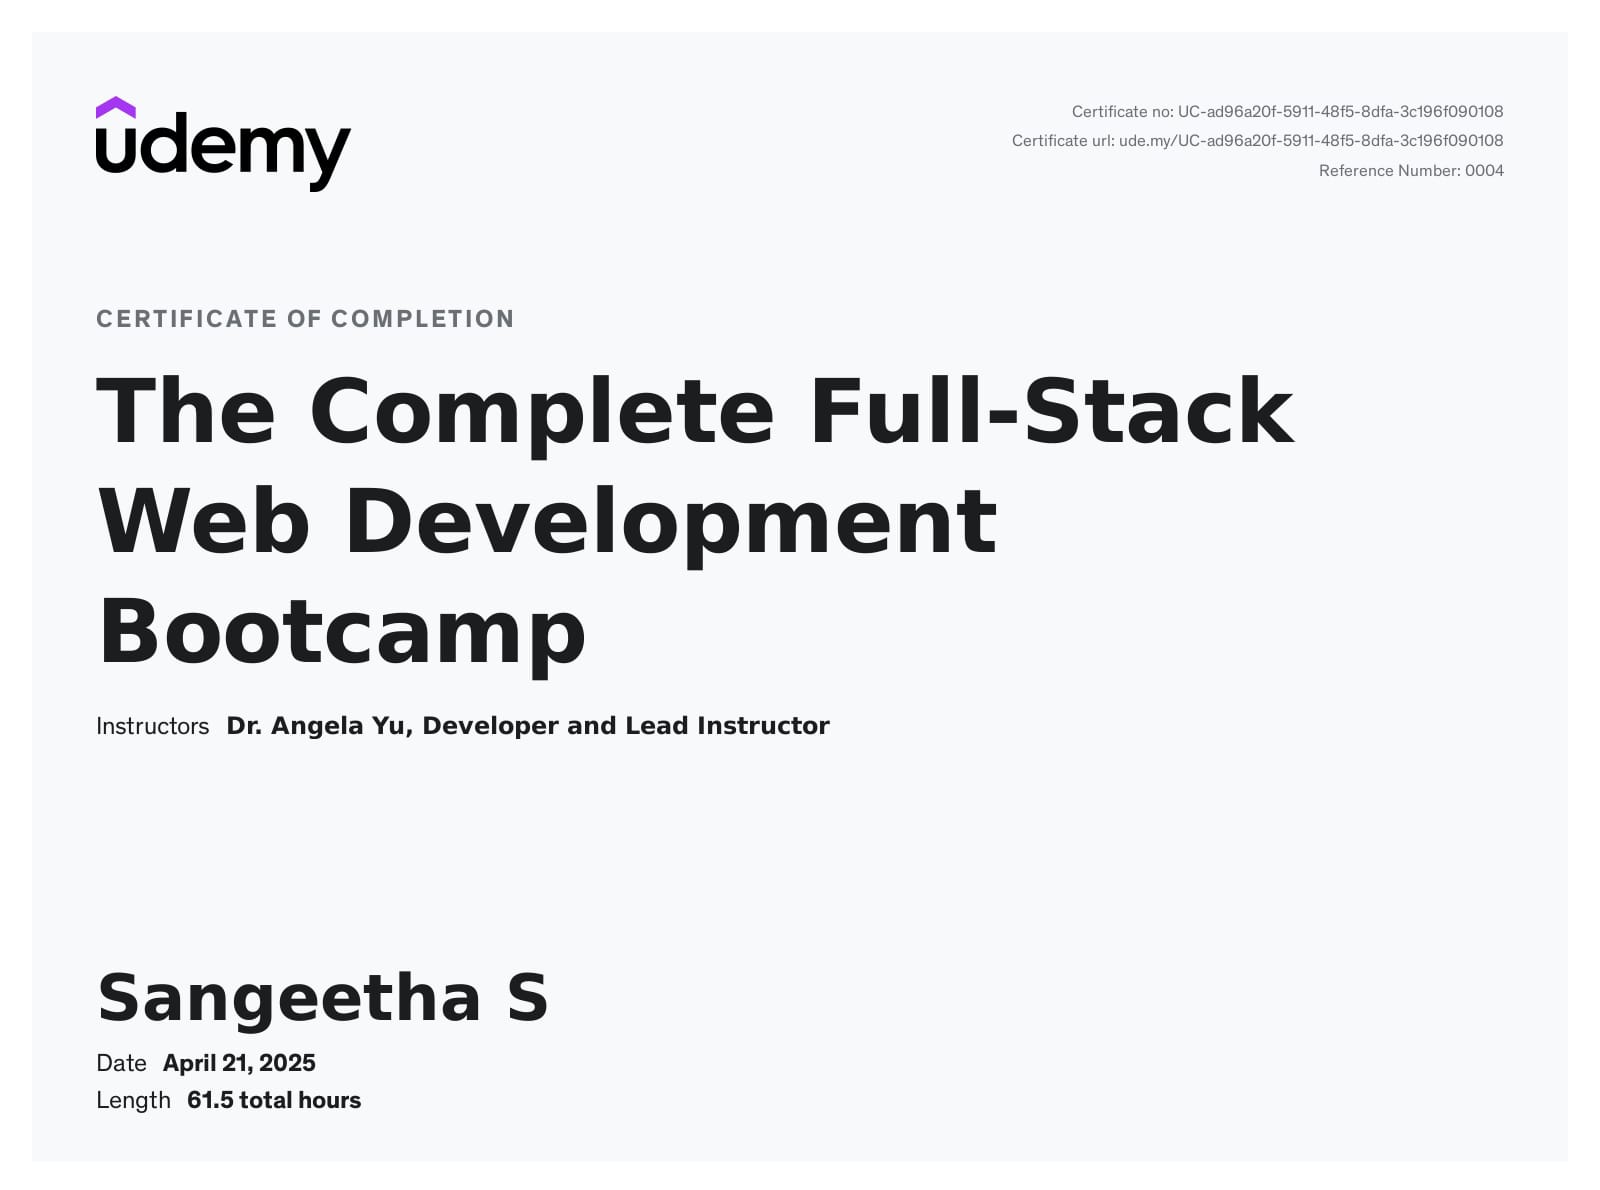 udemy
Certificate no: UC-ad96a20f-5911-48f5-8dfa-3c196f090108
Certificate url: ude.my/UC-ad96a20f-5911-48f5-8dfa-3c196f090108
Reference Number: 0004
CERTIFICATE OF COMPLETION
The Complete Full-Stack
Web Development
Bootcamp
Instructors Dr. Angela Yu, Developer and Lead Instructor
Sangeetha S
Date April 21, 2025
Length 61.5 total hours